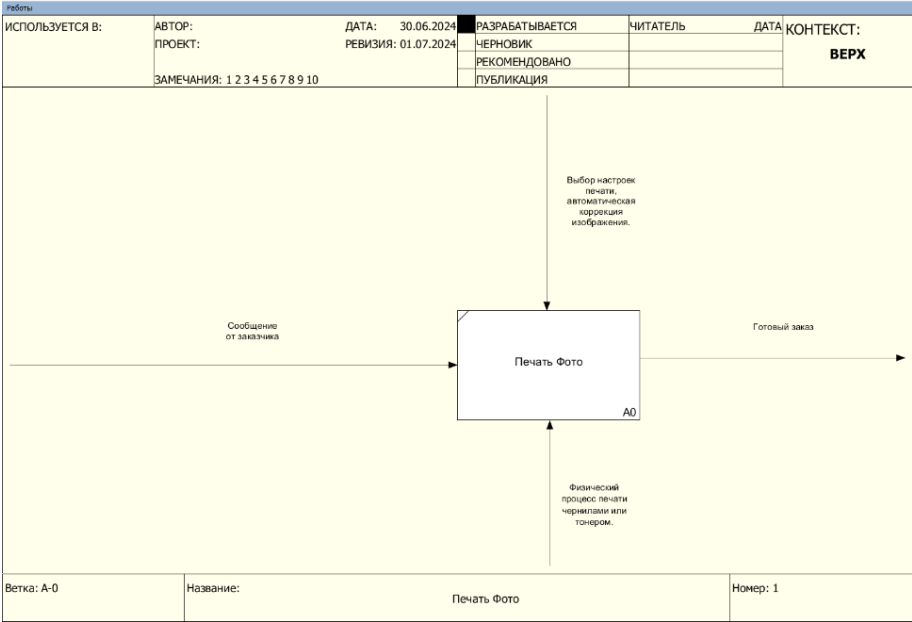 Работы
ИСПОЛЬЗУЕТСЯ В:
АВТОР:
ДАТА: 30.06.2024
РАЗРАБАТЫВАЕТСЯ
ЧИТАТЕЛЬ
ДАТА
КОНТЕКСТ:
ПРОЕКТ:
РЕВИЗИЯ: 01.07.2024
ЧЕРНОВИК
ВЕРХ
РЕКОМЕНДОВАНО
ЗАМЕЧАНИЯ: 1 2 3 4 5 6 7 8 9 10
ПУБЛИКАЦИЯ
Выбор настроек
печати,
автоматическая
коррекция
изображения.
Сообщение
от заказчика
Готовый заказ
Печать Фото
A0
Физический
процесс печати
чернилами или
тонером.
Ветка: A-0
Название:
Печать Фото
Номер: 1